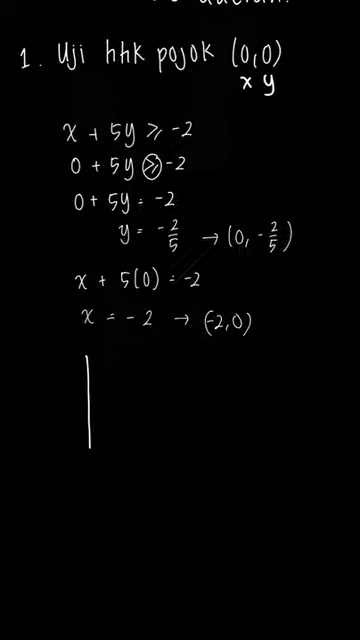 1. Uji ttk pojok (0,0)
x y
x + 5y ≥ -2
0 + 5y ≥ -2
0 + 5y = -2
y = -2/5 → (0, -2/5)
x + 5(0) = -2
x = -2 → (-2,0)